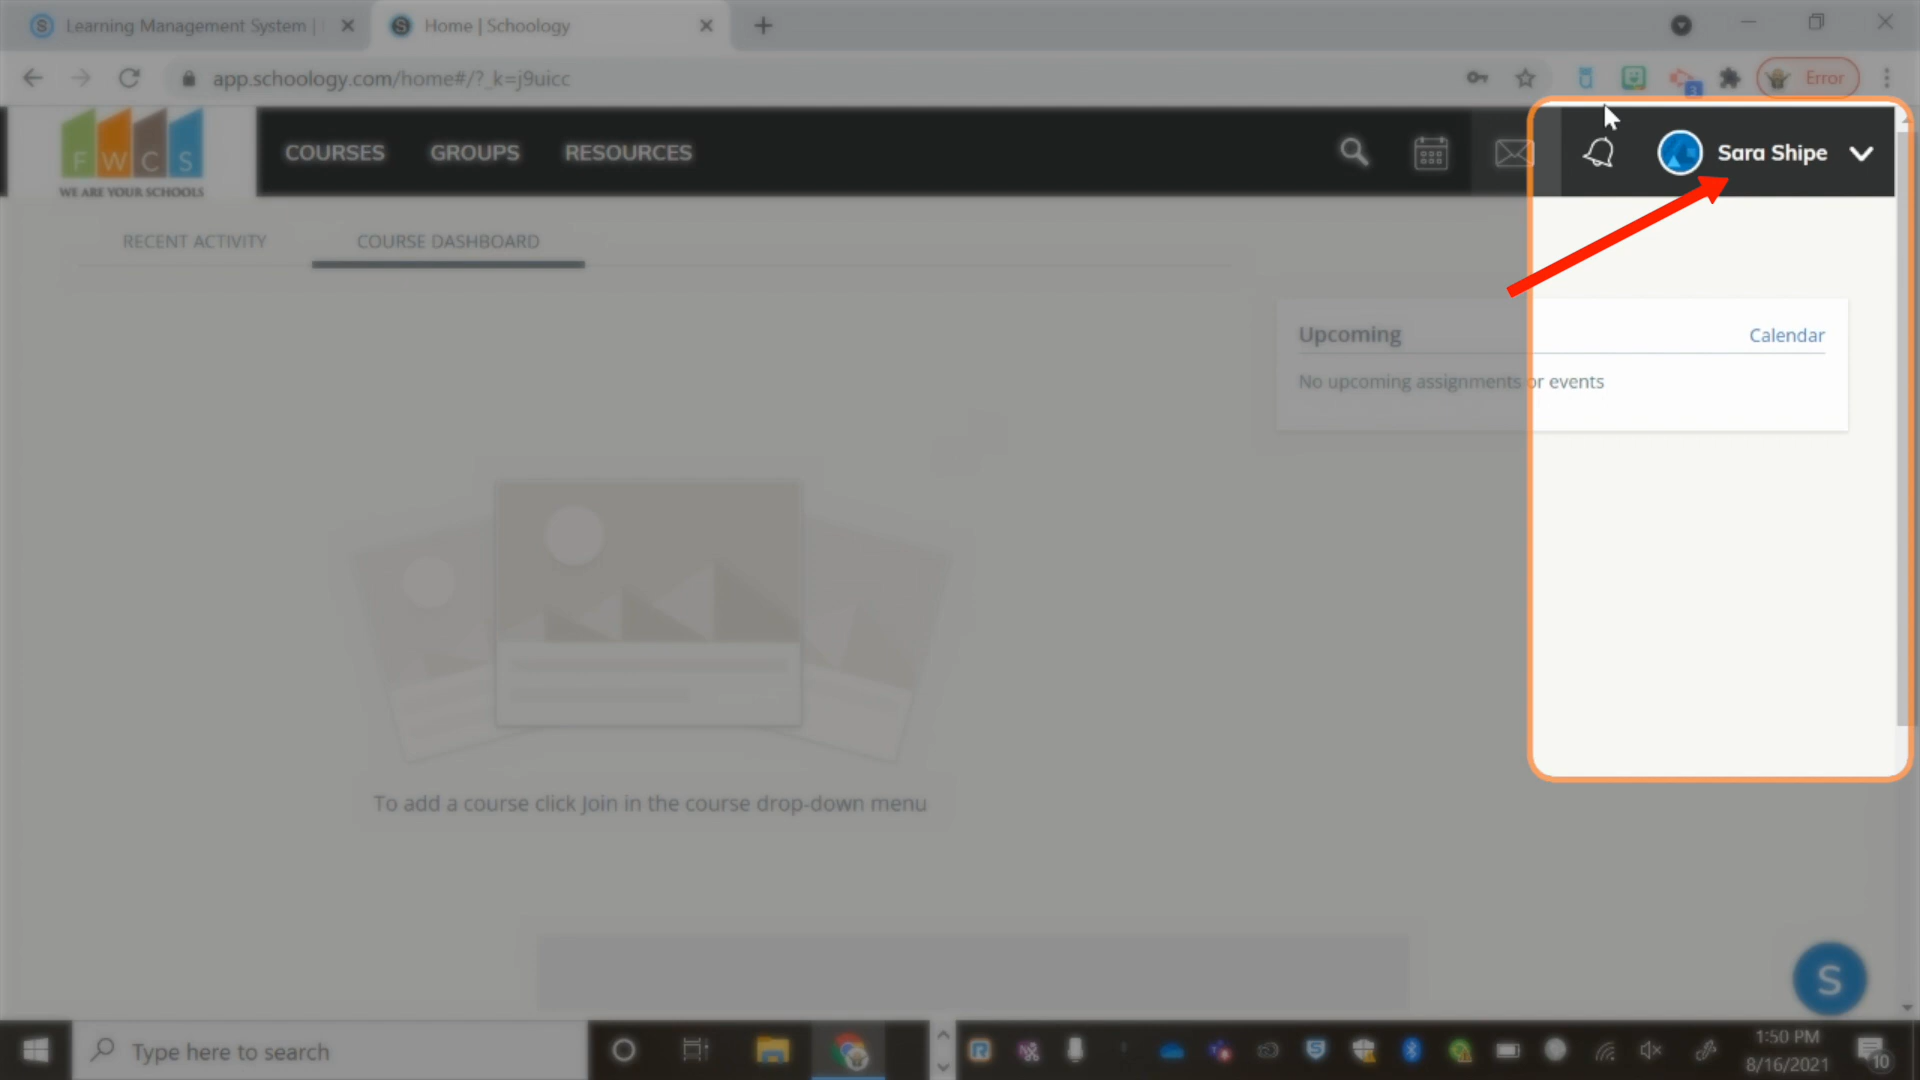 Learning Management System |
Home | Schoology
app.schoology.com/home#/?_k=j9uicc
3
Error
F W C S
WE ARE YOUR SCHOOLS
COURSES
GROUPS
RESOURCES
Sara Shipe
RECENT ACTIVITY
COURSE DASHBOARD
Upcoming
Calendar
No upcoming assignments or events
To add a course click Join in the course drop-down menu
S
Type here to search
1:50 PM
8/16/2021
10